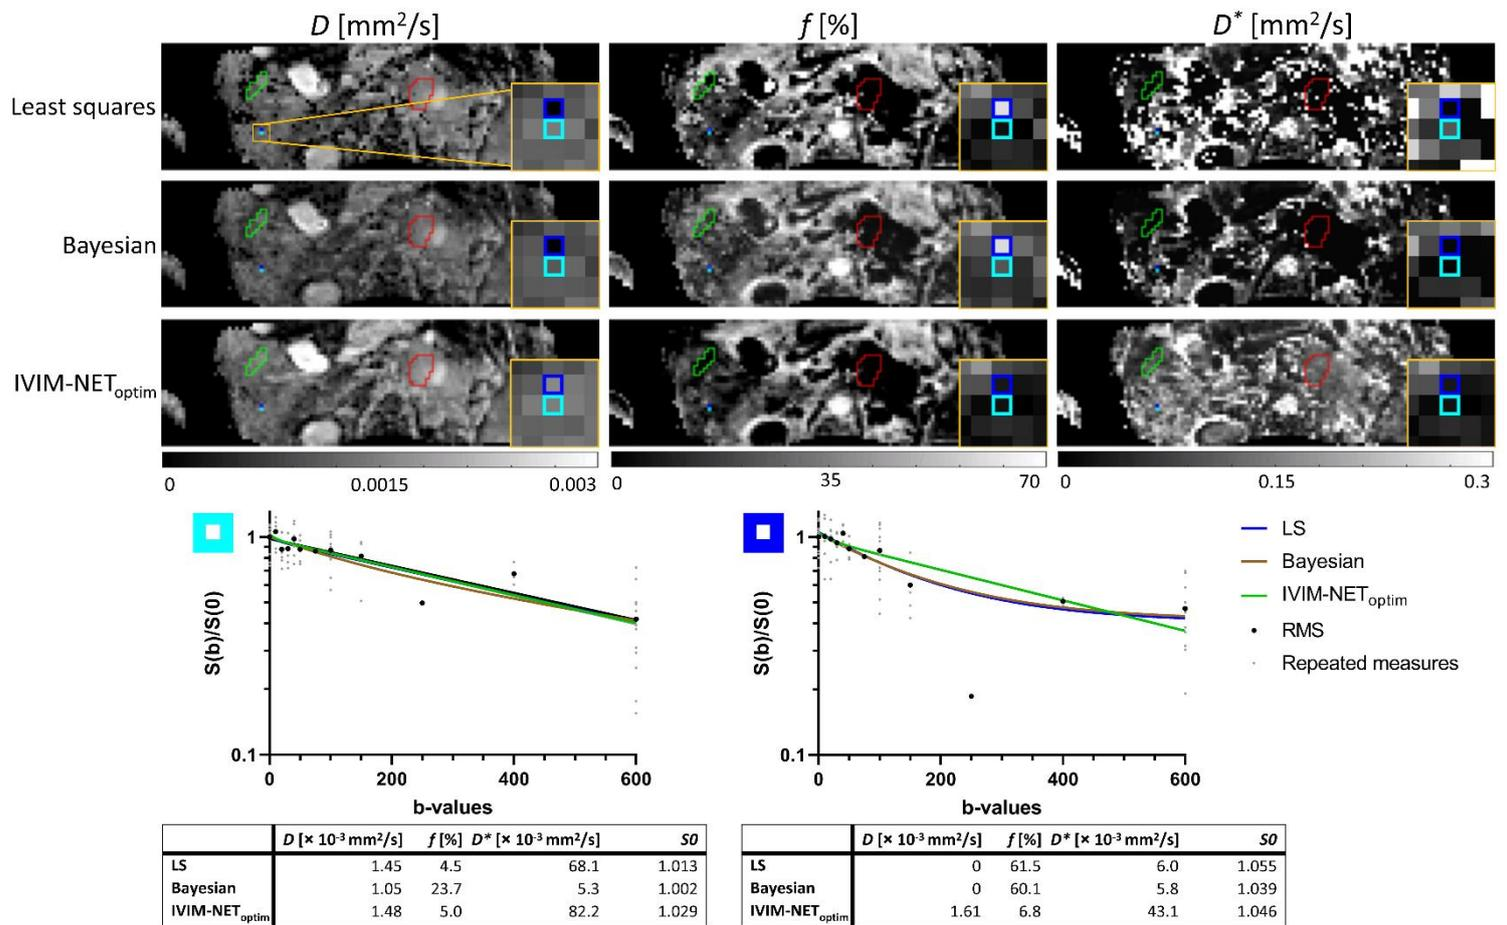 D [mm²/s] f [%] D* [mm²/s]
Least squares
Bayesian
IVIM-NEToptim
0 0.0015 0.003 0 35 70 0 0.15 0.3
1
0.1
S(b)/S(0)
0 200 400 600
b-values
1
0.1
S(b)/S(0)
0 200 400 600
b-values
LS
Bayesian
IVIM-NEToptim
RMS
Repeated measures
D [× 10-3 mm²/s] f [%] D* [× 10-3 mm²/s] S0
LS 1.45 4.5 68.1 1.013
Bayesian 1.05 23.7 5.3 1.002
IVIM-NEToptim 1.48 5.0 82.2 1.029
D [× 10-3 mm²/s] f [%] D* [× 10-3 mm²/s] S0
LS 0 61.5 6.0 1.055
Bayesian 0 60.1 5.8 1.039
IVIM-NEToptim 1.61 6.8 43.1 1.046